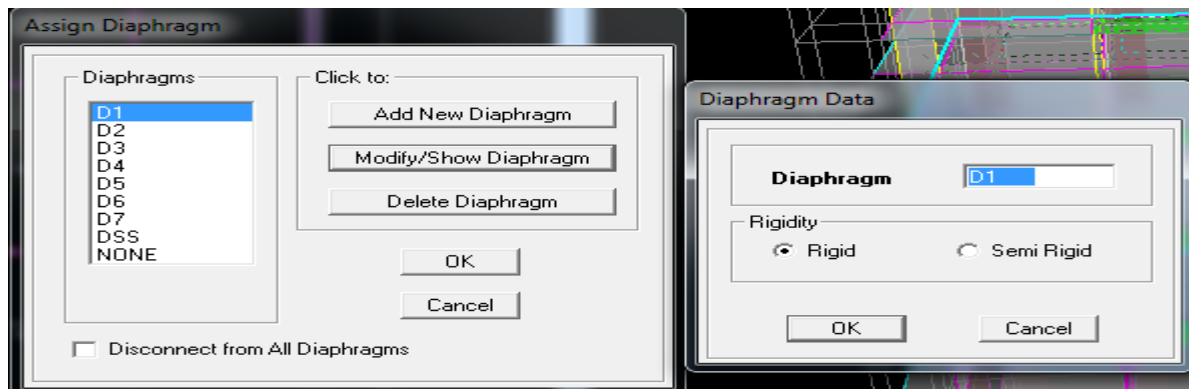 Assign Diaphragm
Diaphragms
D1
D2
D3
D4
D5
D6
D7
DSS
NONE
Click to:
Add New Diaphragm
Modify/Show Diaphragm
Delete Diaphragm
OK
Cancel
Disconnect from All Diaphragms
Diaphragm Data
Diaphragm
D1
Rigidity
Rigid
Semi Rigid
OK
Cancel